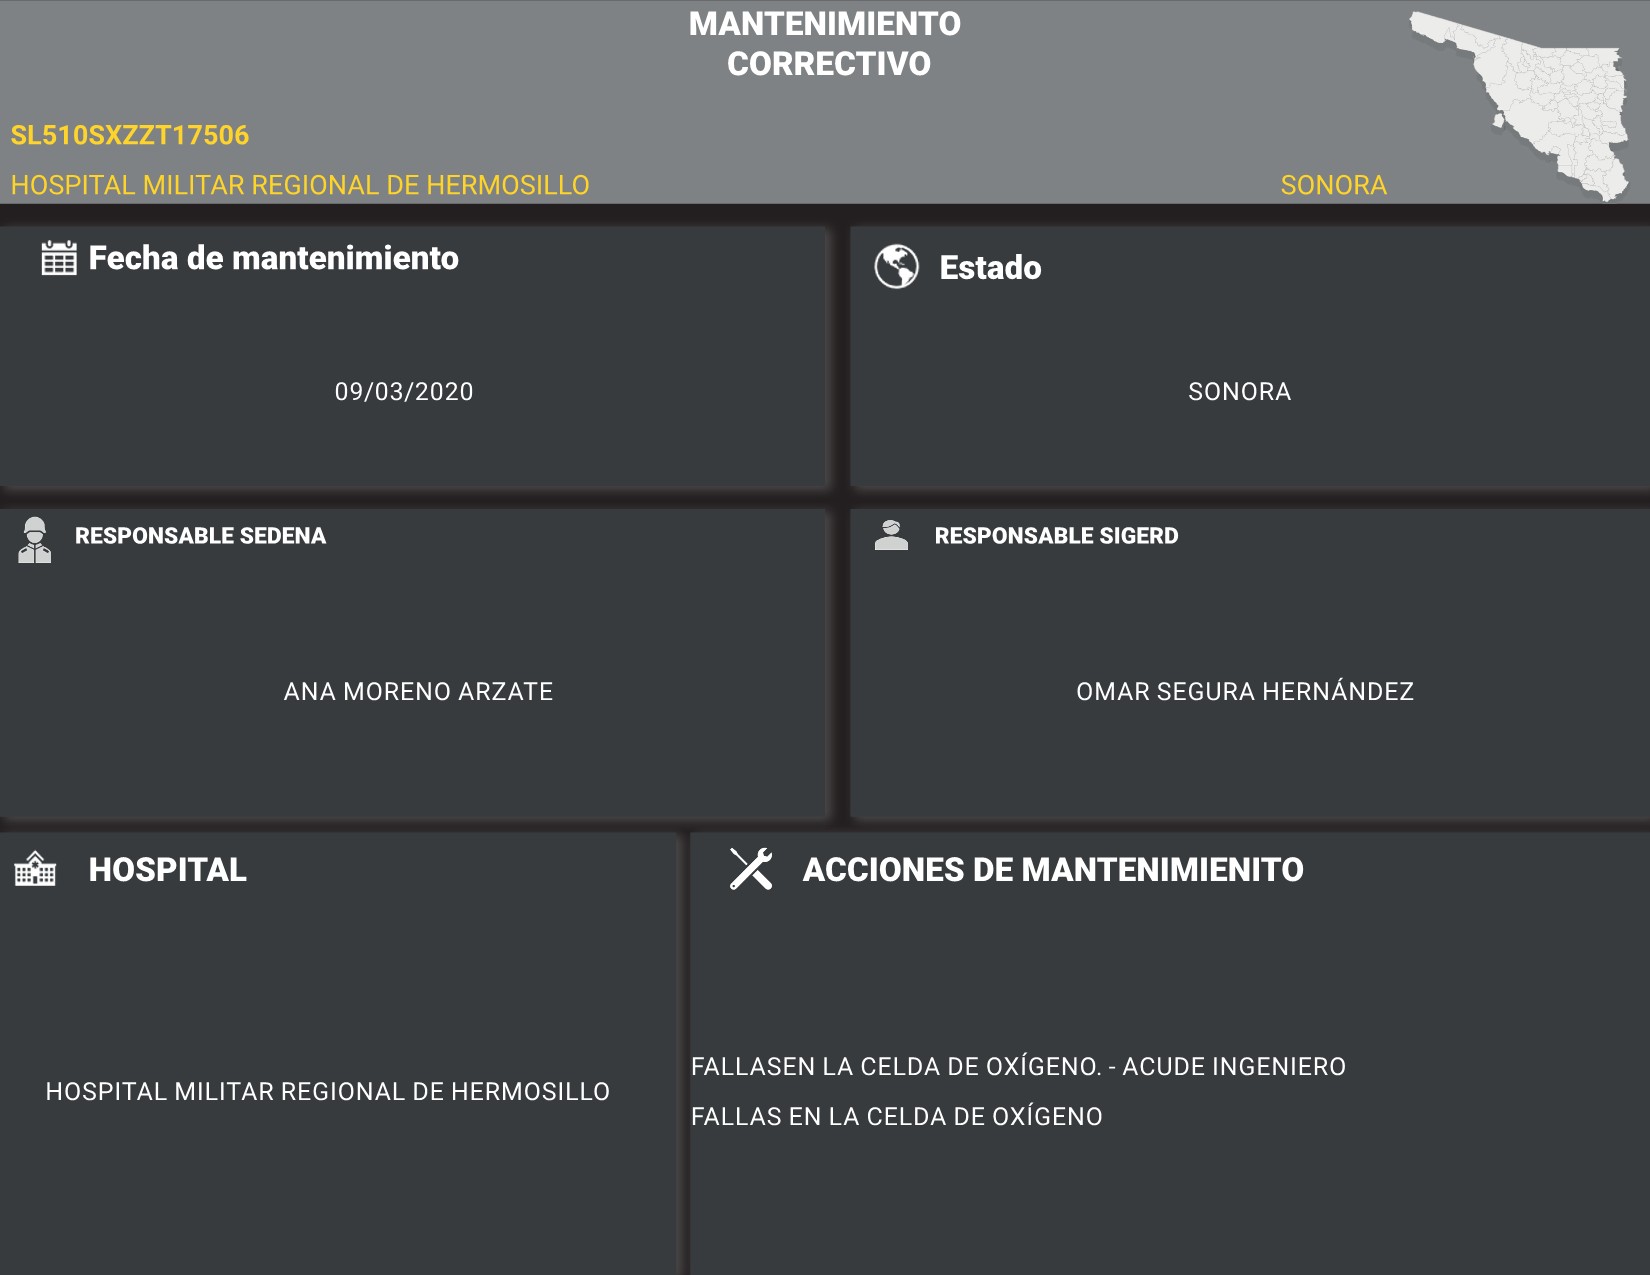 MANTENIMIENTO
CORRECTIVO
SL510SXZZT17506
HOSPITAL MILITAR REGIONAL DE HERMOSILLO
SONORA
Fecha de mantenimiento
09/03/2020
Estado
SONORA
RESPONSABLE SEDENA
ANA MORENO ARZATE
RESPONSABLE SIGERD
OMAR SEGURA HERNÁNDEZ
HOSPITAL
HOSPITAL MILITAR REGIONAL DE HERMOSILLO
ACCIONES DE MANTENIMIENITO
FALLASEN LA CELDA DE OXÍGENO. - ACUDE INGENIERO
FALLAS EN LA CELDA DE OXÍGENO